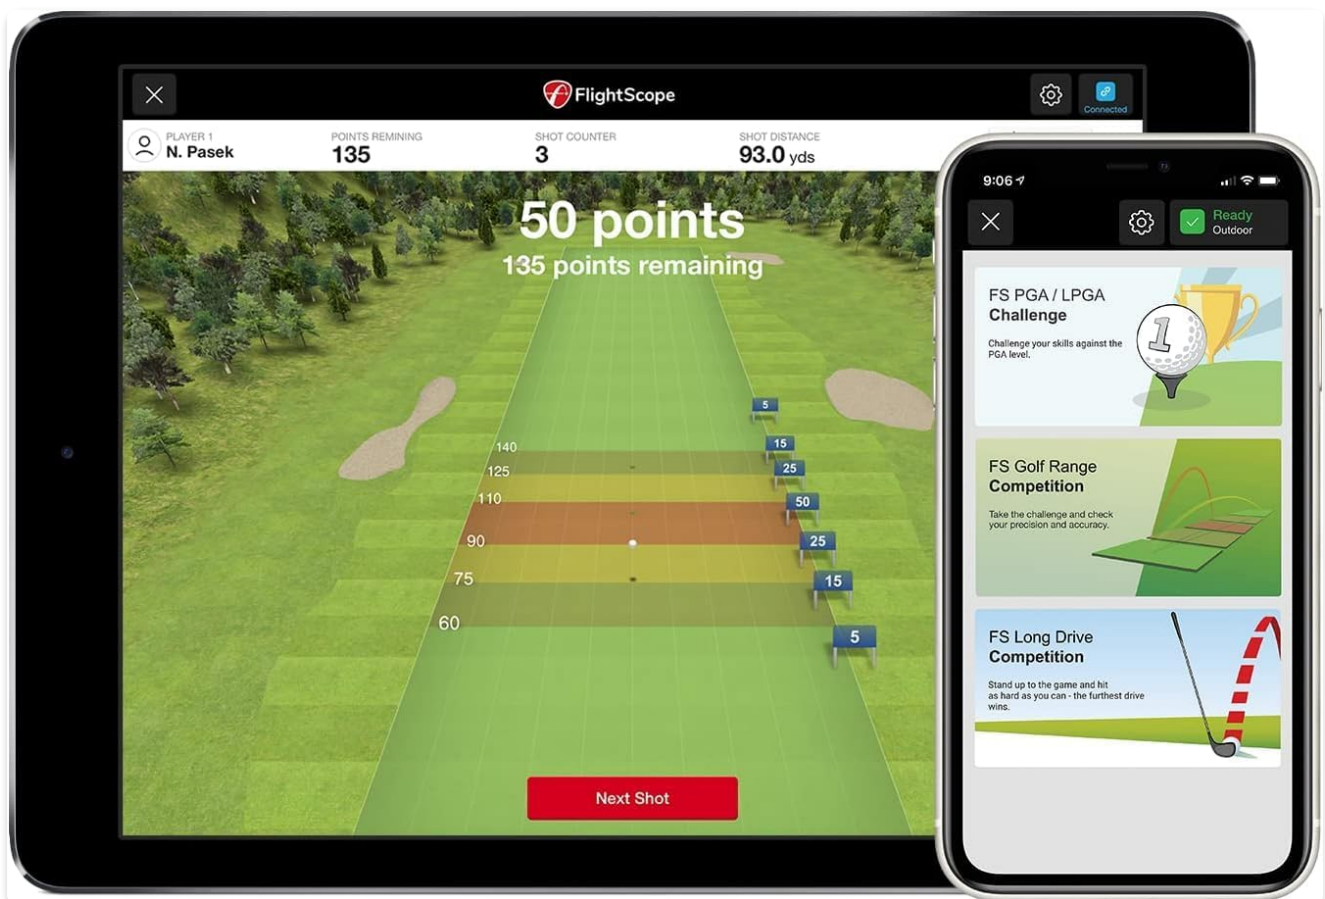 FlightScope
Connected
PLAYER 1
N. Pasek
POINTS REMINING
135
SHOT COUNTER
3
SHOT DISTANCE
93.0 yds
50 points
135 points remaining
5
15
140
25
125
50
110
25
90
15
75
5
60
Next Shot
9:06
Ready
Outdoor
FS PGA / LPGA
Challenge
Challenge your skills against the
PGA level.
1
FS Golf Range
Competition
Take the challenge and check
your precision and accuracy.
FS Long Drive
Competition
Stand up to the game and hit
as hard as you can - the furthest drive
wins.